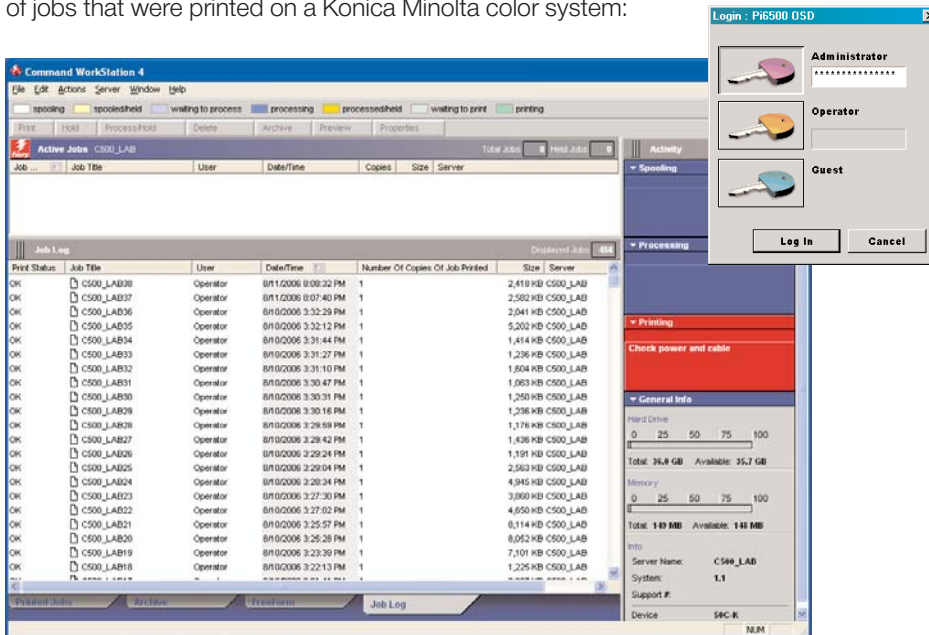 of jobs that were printed on a Konica Minolta color system:
Login : Pi6500 OSD
Administrator
***************
Operator
Guest
Log In Cancel
Command WorkStation 4
File Edit Actions Server Window Help
spooling spooled/held waiting to process processing processed/held waiting to print printing
Print Hold Process/Hold Delete Archive Preview Properties
Active Jobs C500_LAB Total Jobs 0 Held Jobs 0
Job ... Job Title User Date/Time Copies Size Server
Job Log Displayed Jobs 458
Print Status Job Title User Date/Time Number Of Copies Of Job Printed Size Server
OK C500_LAB38 Operator 8/11/2006 8:08:32 PM 1 2,418 KB C500_LAB
OK C500_LAB37 Operator 8/11/2006 8:07:40 PM 1 2,582 KB C500_LAB
OK C500_LAB36 Operator 8/10/2006 3:32:29 PM 1 2,041 KB C500_LAB
OK C500_LAB35 Operator 8/10/2006 3:32:12 PM 1 5,202 KB C500_LAB
OK C500_LAB34 Operator 8/10/2006 3:31:44 PM 1 1,414 KB C500_LAB
OK C500_LAB33 Operator 8/10/2006 3:31:27 PM 1 1,236 KB C500_LAB
OK C500_LAB32 Operator 8/10/2006 3:31:10 PM 1 1,604 KB C500_LAB
OK C500_LAB31 Operator 8/10/2006 3:30:47 PM 1 1,063 KB C500_LAB
OK C500_LAB30 Operator 8/10/2006 3:30:31 PM 1 1,250 KB C500_LAB
OK C500_LAB29 Operator 8/10/2006 3:30:16 PM 1 1,236 KB C500_LAB
OK C500_LAB28 Operator 8/10/2006 3:29:59 PM 1 1,176 KB C500_LAB
OK C500_LAB27 Operator 8/10/2006 3:29:42 PM 1 1,436 KB C500_LAB
OK C500_LAB26 Operator 8/10/2006 3:29:24 PM 1 1,191 KB C500_LAB
OK C500_LAB25 Operator 8/10/2006 3:29:04 PM 1 2,563 KB C500_LAB
OK C500_LAB24 Operator 8/10/2006 3:28:34 PM 1 4,945 KB C500_LAB
OK C500_LAB23 Operator 8/10/2006 3:27:30 PM 1 3,860 KB C500_LAB
OK C500_LAB22 Operator 8/10/2006 3:27:02 PM 1 4,650 KB C500_LAB
OK C500_LAB21 Operator 8/10/2006 3:25:57 PM 1 8,114 KB C500_LAB
OK C500_LAB20 Operator 8/10/2006 3:25:28 PM 1 8,052 KB C500_LAB
OK C500_LAB19 Operator 8/10/2006 3:23:39 PM 1 7,101 KB C500_LAB
OK C500_LAB18 Operator 8/10/2006 3:22:13 PM 1 1,225 KB C500_LAB
Printed Jobs Archive FreeForm Job Log
Activity
Spooling
Processing
Printing
Check power and cable
General Info
Hard Drive
0 25 50 75 100
Total: 36.0 GB Available: 35.7 GB
Memory
0 25 50 75 100
Total: 149 MB Available: 148 MB
Info
Server Name: C500_LAB
System: 1.1
Support #:
Device 50C-K
NUM